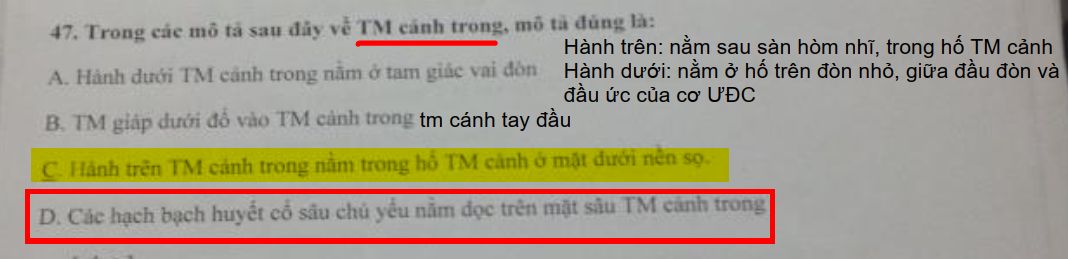 47. Trong các mô tả sau đây về TM cảnh trong, mô tả đúng là:
Hành trên: nằm sau sàn hòm nhĩ, trong hố TM cảnh
A. Hành dưới TM cảnh trong nằm ở tam giác vai đòn
Hành dưới: nằm ở hố trên đòn nhỏ, giữa đầu đòn và
đầu ức của cơ ƯĐC
B. TM giáp dưới đổ vào TM cảnh trong tm cánh tay đầu
C. Hành trên TM cảnh trong nằm trong hố TM cảnh ở mặt dưới nền sọ.
D. Các hạch bạch huyết cổ sâu chủ yếu nằm dọc trên mặt sâu TM cảnh trong